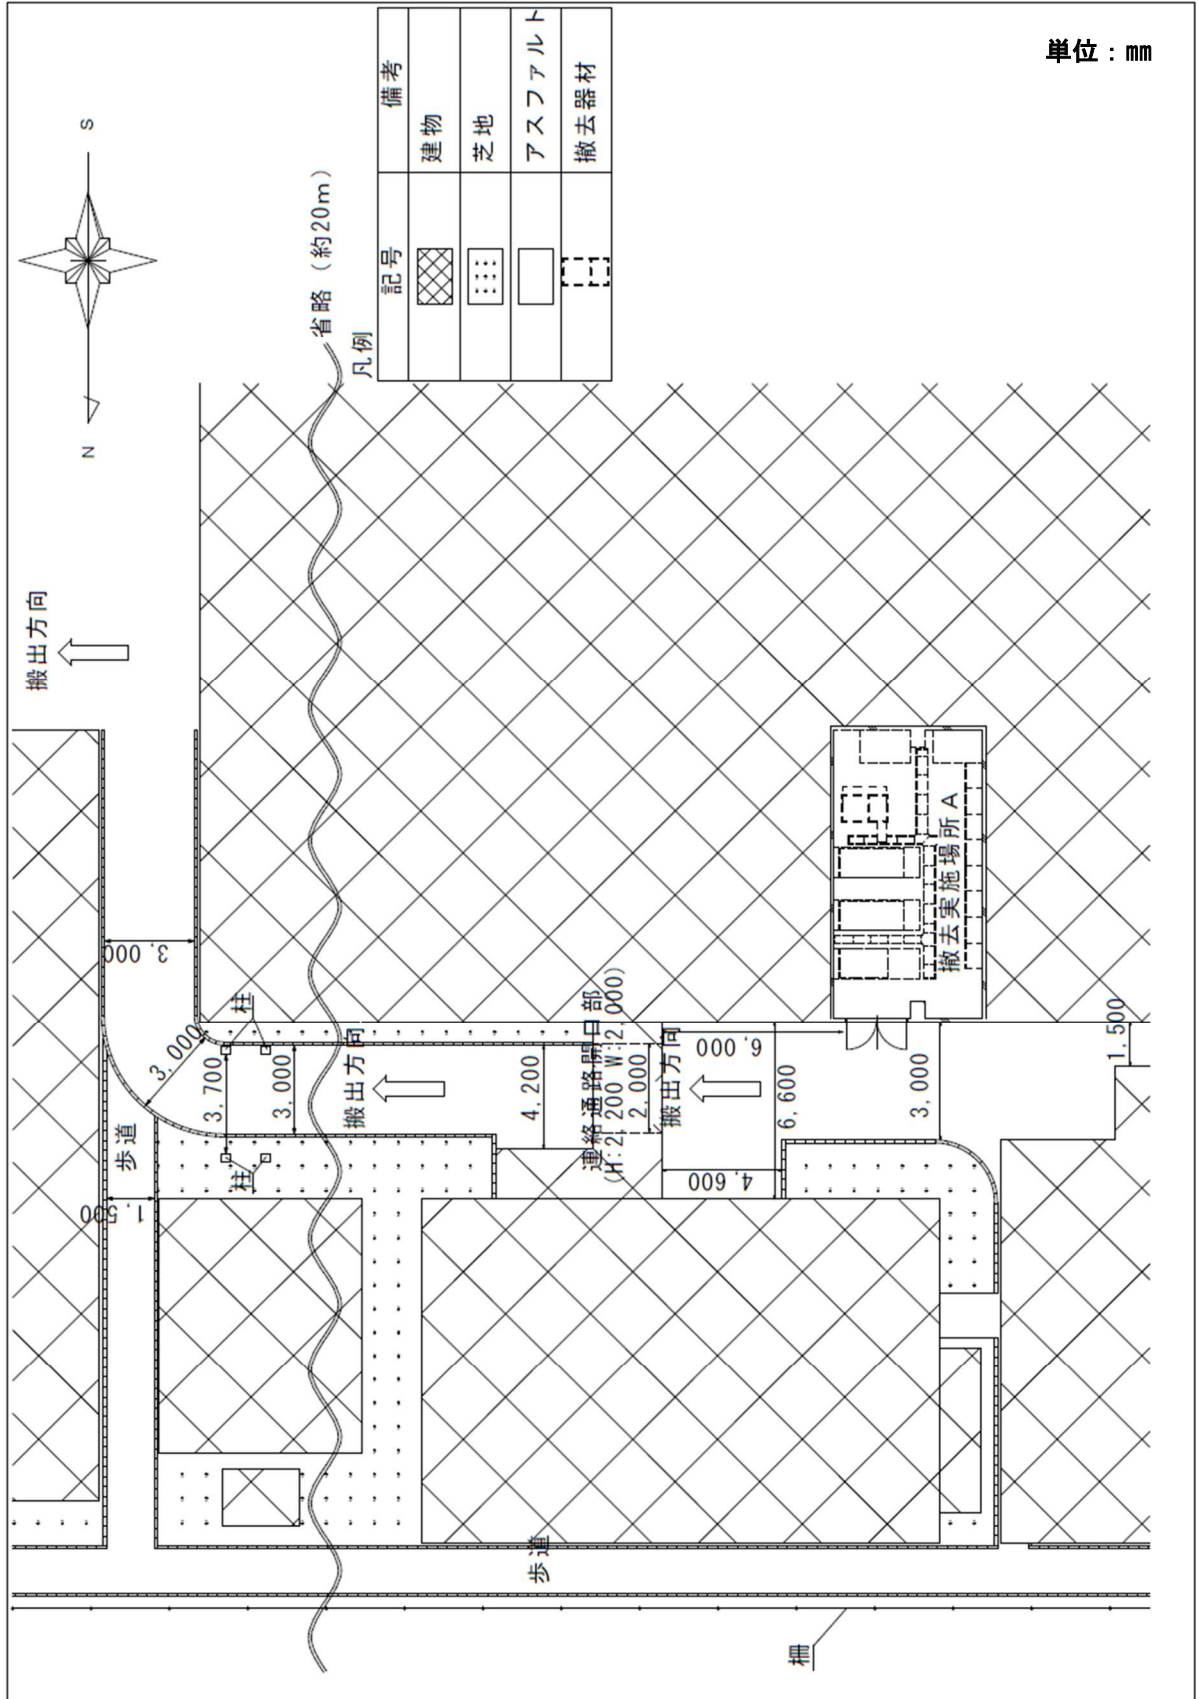 単位：mm
S
N
搬出方向
省略（約20m）
凡例
記号
備考
建物
芝地
アスファルト
撤去器材
3,000
3,000
柱
3,700
3,000
柱
歩道
1,500
搬出方向
4,200
連絡通路開口部
(H:2,200 W:2,000)
2,000
搬出方向
6,000
6,600
4,600
3,000
1,500
撤去実施場所A
歩道
柵